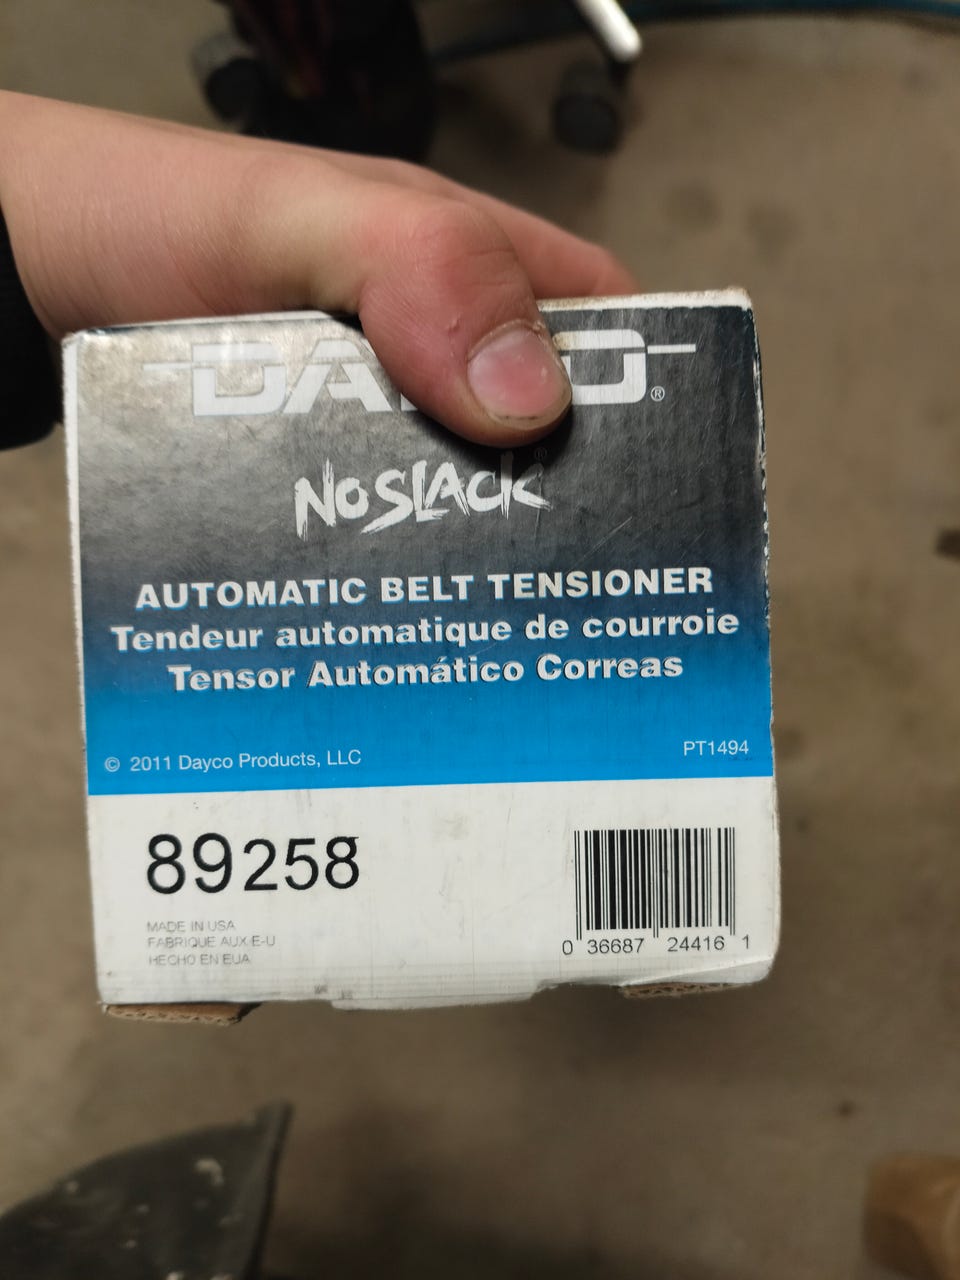 NO SLACK ®
AUTOMATIC BELT TENSIONER
Tendeur automatique de courroie
Tensor Automático Correas
© 2011 Dayco Products, LLC
PT1494
89258
MADE IN USA
FABRIQUE AUX E-U
HECHO EN EUA
0 36687 24416 1